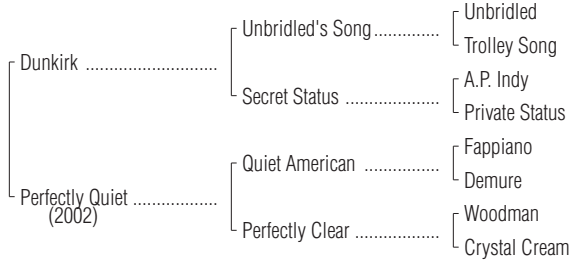 Unbridled
Unbridled's Song..............
Trolley Song
Dunkirk ............................
A.P. Indy
Secret Status ....................
Private Status
Fappiano
Quiet American ................
Demure
Perfectly Quiet ..................
(2002)
Woodman
Perfectly Clear ..................
Crystal Cream